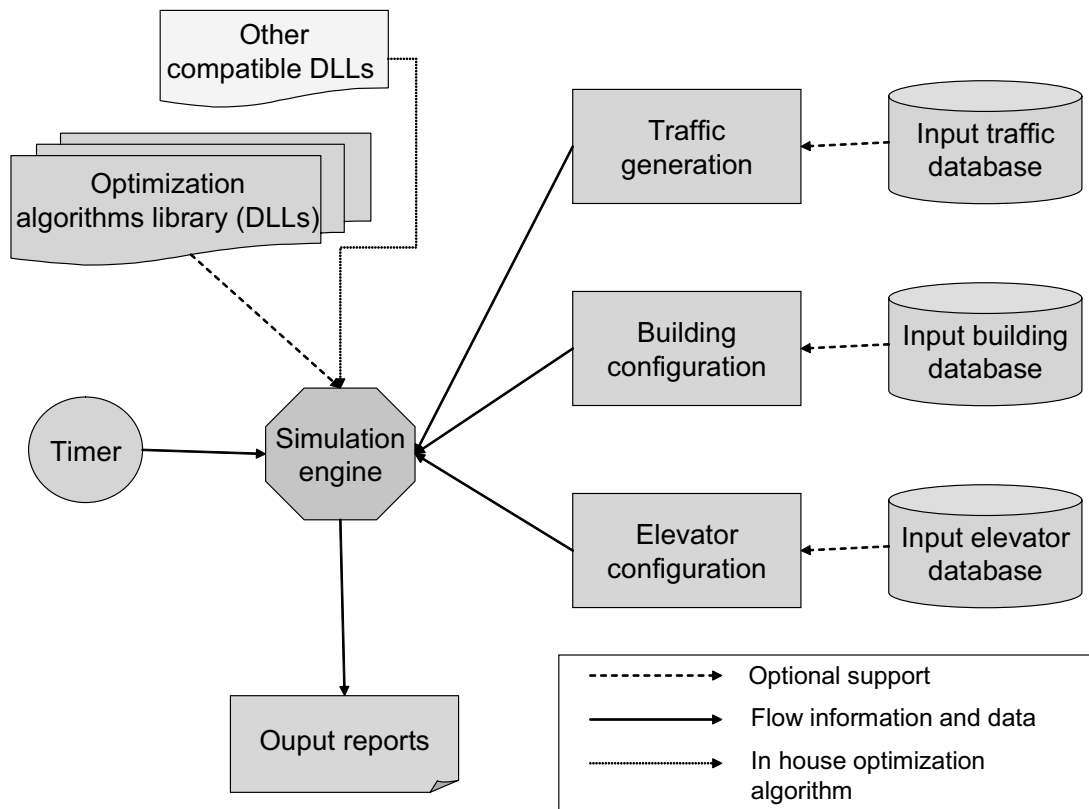 Other
compatible DLLs
Optimization
algorithms library (DLLs)
Traffic
generation
Input traffic
database
Building
configuration
Input building
database
Timer
Simulation
engine
Elevator
configuration
Input elevator
database
Ouput reports
Optional support
Flow information and data
In house optimization
algorithm